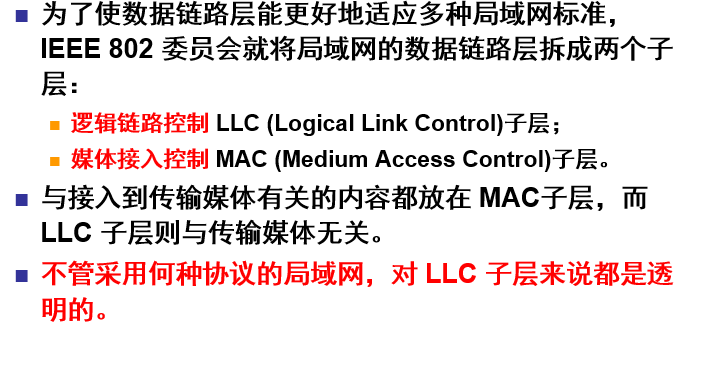 为了使数据链路层能更好地适应多种局域网标准，
IEEE 802 委员会就将局域网的数据链路层拆成两个子
层：
逻辑链路控制 LLC (Logical Link Control)子层；
媒体接入控制 MAC (Medium Access Control)子层。
与接入到传输媒体有关的内容都放在 MAC子层，而
LLC 子层则与传输媒体无关。
不管采用何种协议的局域网，对 LLC 子层来说都是透
明的。